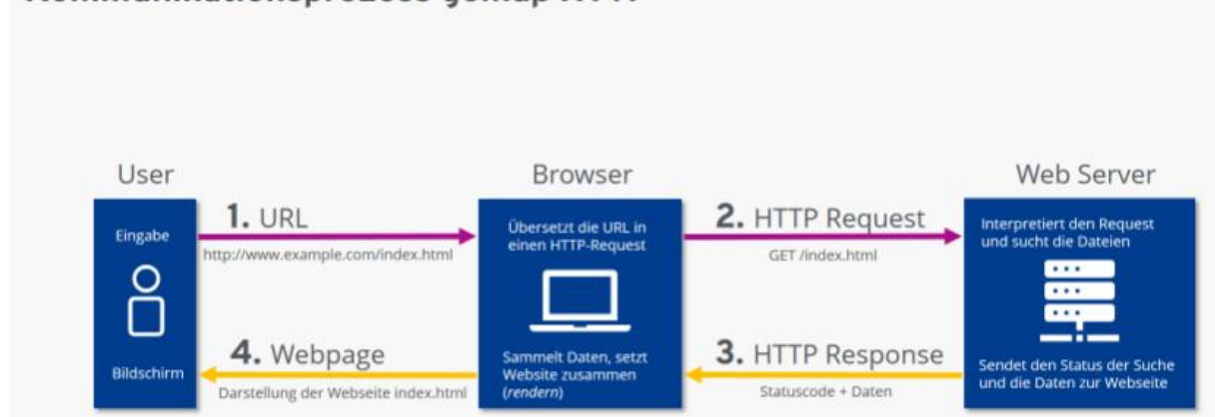 User
Browser
Web Server
Eingabe
1. URL
http://www.example.com/index.html
Übersetzt die URL in
einen HTTP-Request
2. HTTP Request
GET /index.html
Interpretiert den Request
und sucht die Dateien
Bildschirm
4. Webpage
Darstellung der Webseite index.html
Sammelt Daten, setzt
Website zusammen
(rendern)
3. HTTP Response
Statuscode + Daten
Sendet den Status der Suche
und die Daten zur Webseite